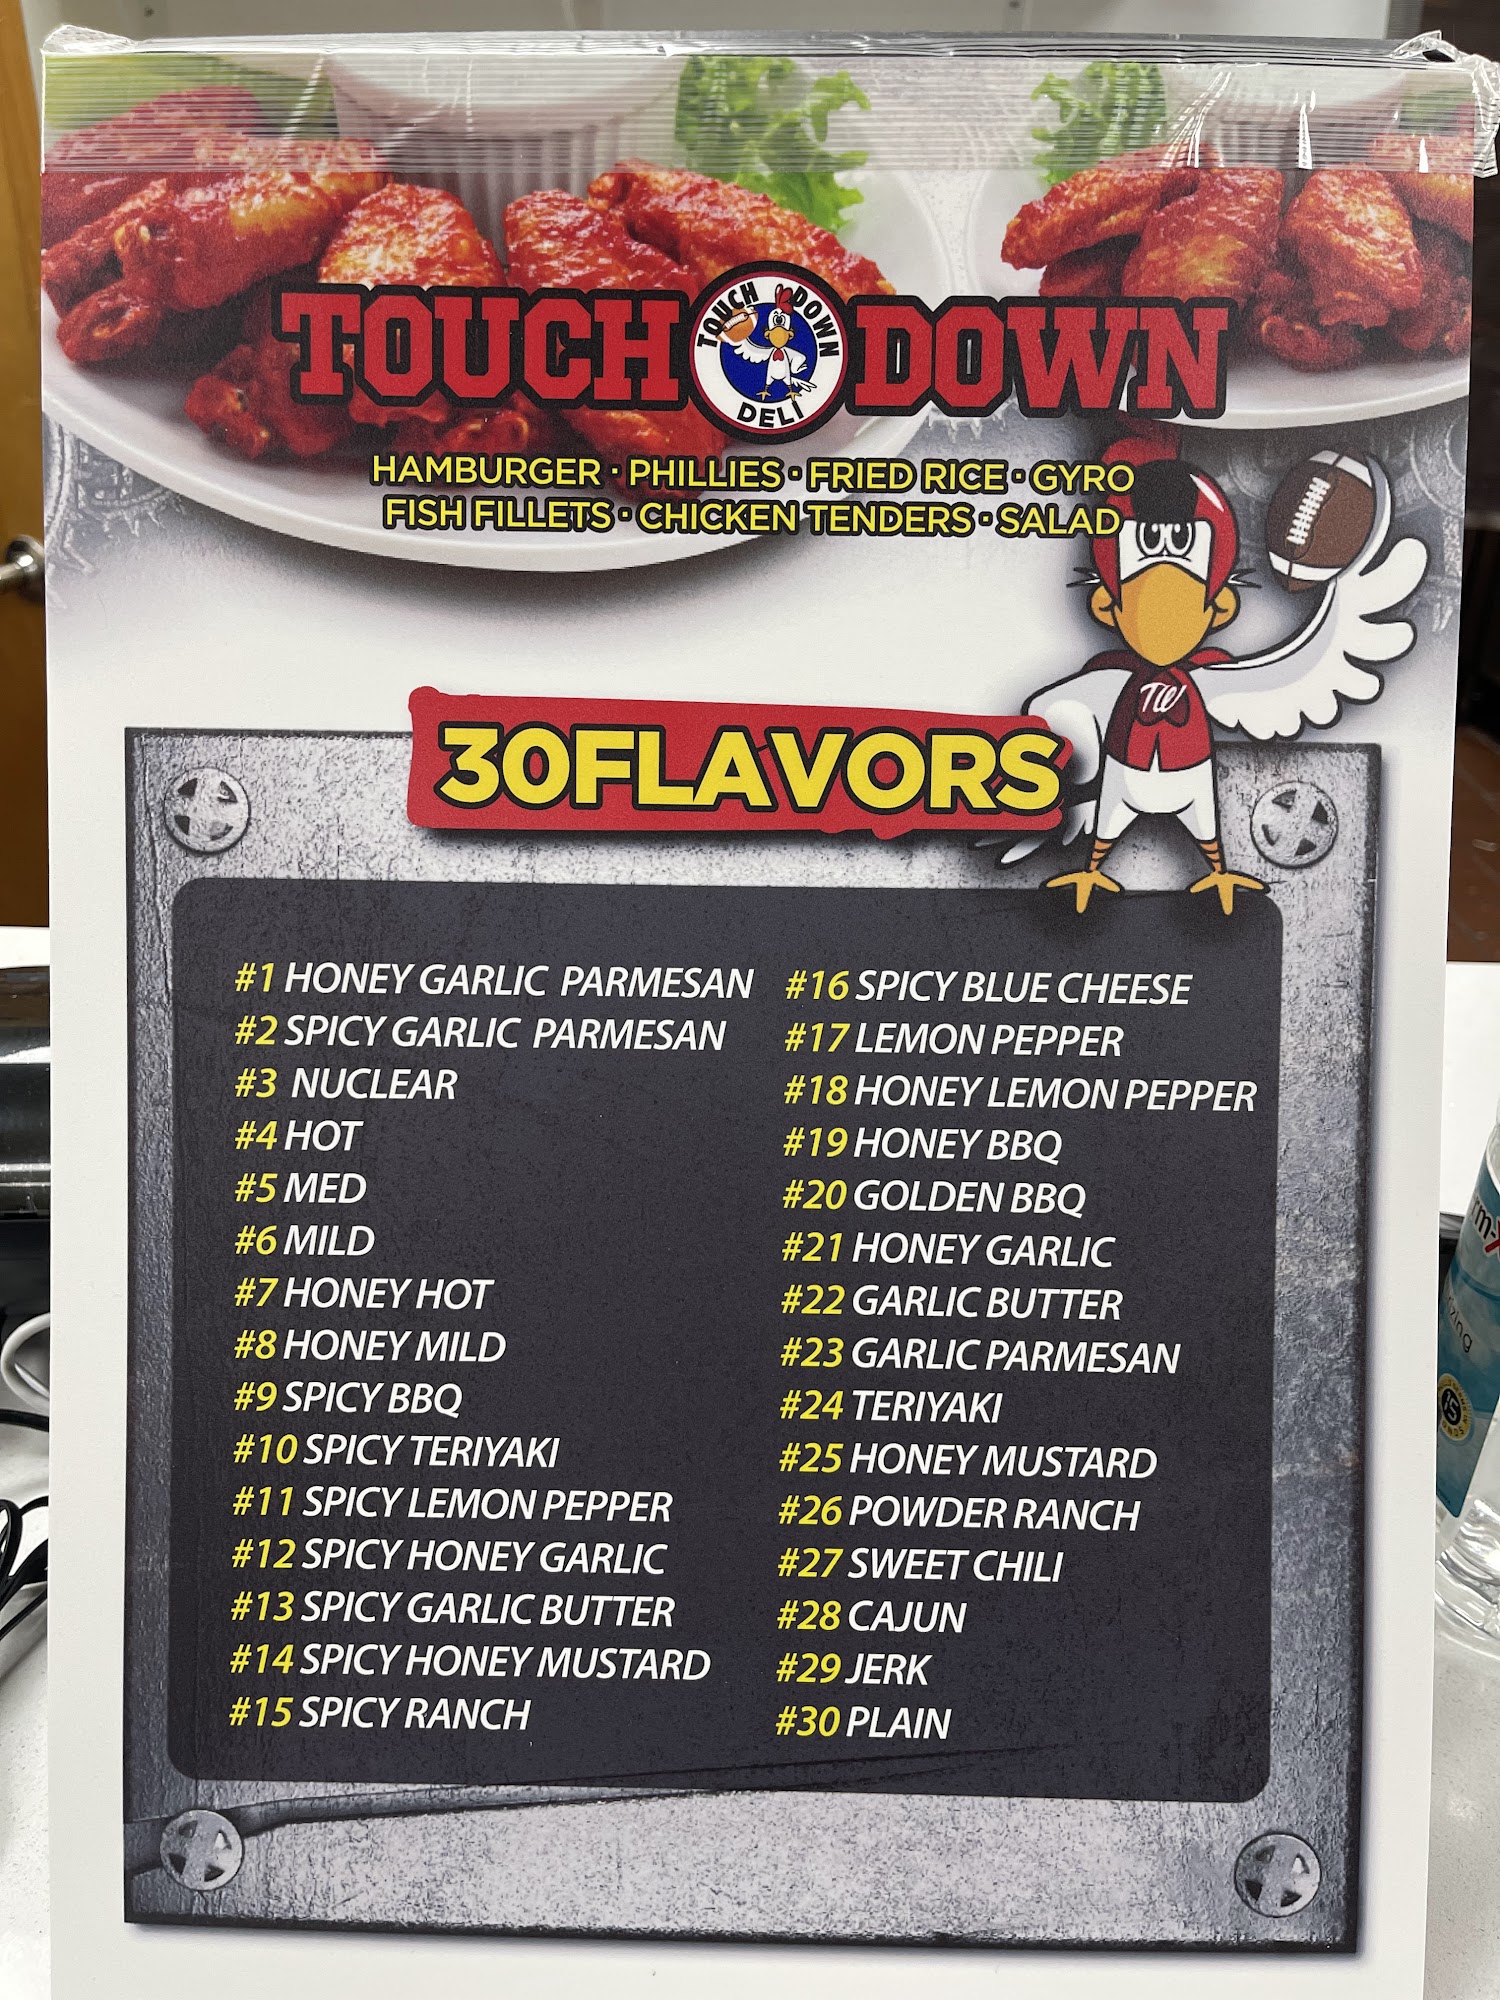 TOUCH DOWN
TOUCH DOWN
DELI
HAMBURGER · PHILLIES · FRIED RICE · GYRO
FISH FILLETS · CHICKEN TENDERS · SALAD
TW
30FLAVORS
#1 HONEY GARLIC PARMESAN
#2 SPICY GARLIC PARMESAN
#3 NUCLEAR
#4 HOT
#5 MED
#6 MILD
#7 HONEY HOT
#8 HONEY MILD
#9 SPICY BBQ
#10 SPICY TERIYAKI
#11 SPICY LEMON PEPPER
#12 SPICY HONEY GARLIC
#13 SPICY GARLIC BUTTER
#14 SPICY HONEY MUSTARD
#15 SPICY RANCH
#16 SPICY BLUE CHEESE
#17 LEMON PEPPER
#18 HONEY LEMON PEPPER
#19 HONEY BBQ
#20 GOLDEN BBQ
#21 HONEY GARLIC
#22 GARLIC BUTTER
#23 GARLIC PARMESAN
#24 TERIYAKI
#25 HONEY MUSTARD
#26 POWDER RANCH
#27 SWEET CHILI
#28 CAJUN
#29 JERK
#30 PLAIN
15